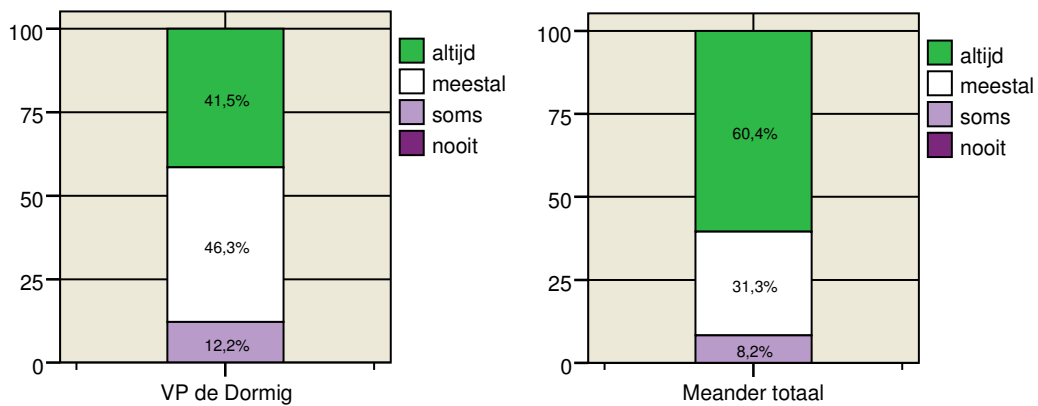 100
75
50
25
0
41,5%
46,3%
12,2%
VP de Dormig
altijd
meestal
soms
nooit
100
75
50
25
0
60,4%
31,3%
8,2%
Meander totaal
altijd
meestal
soms
nooit